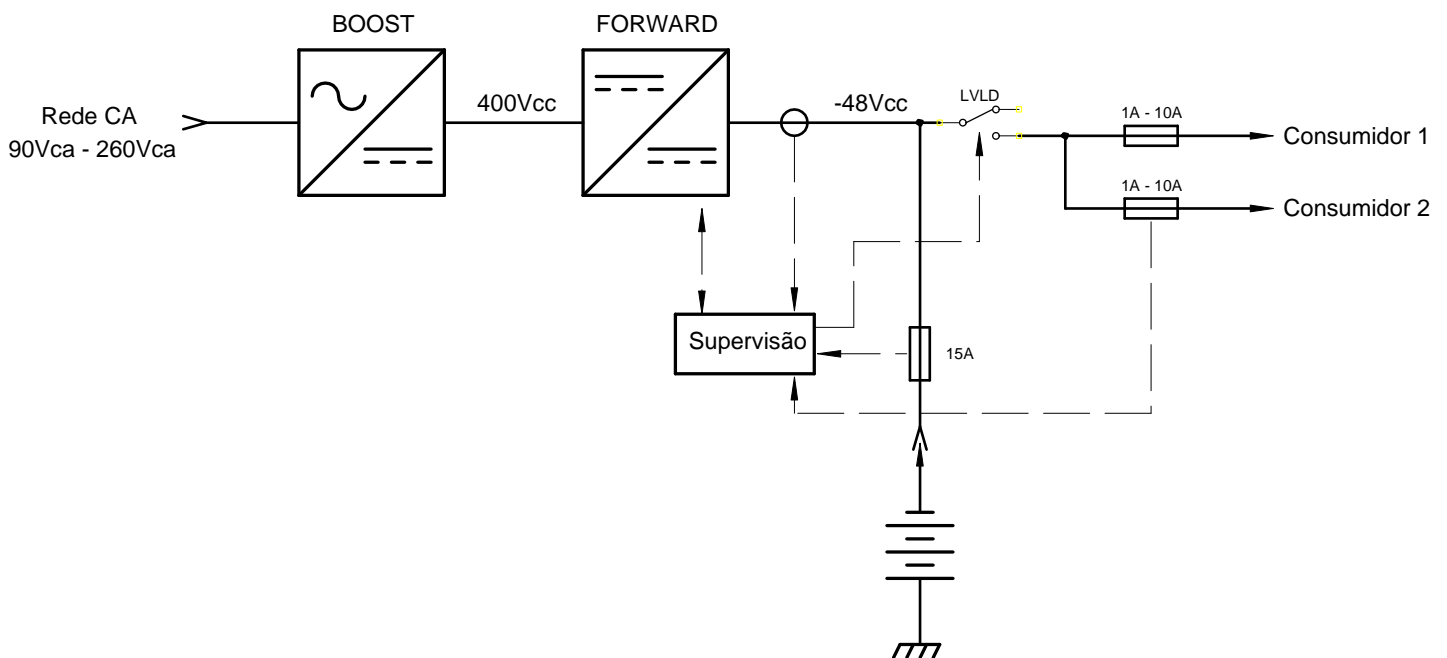 BOOST
FORWARD
Rede CA
90Vca - 260Vca
400Vcc
-48Vcc
LVLD
1A - 10A
Consumidor 1
1A - 10A
Consumidor 2
Supervisão
15A